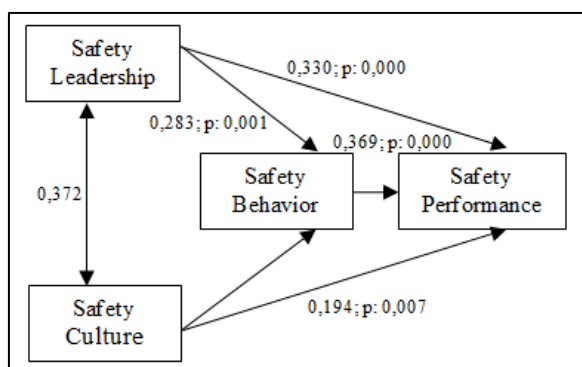 Safety
Leadership
0,330; p: 0,000
0,283; p: 0,001
0,369; p: 0,000
0,372
Safety
Behavior
Safety
Performance
Safety
Culture
0,194; p: 0,007